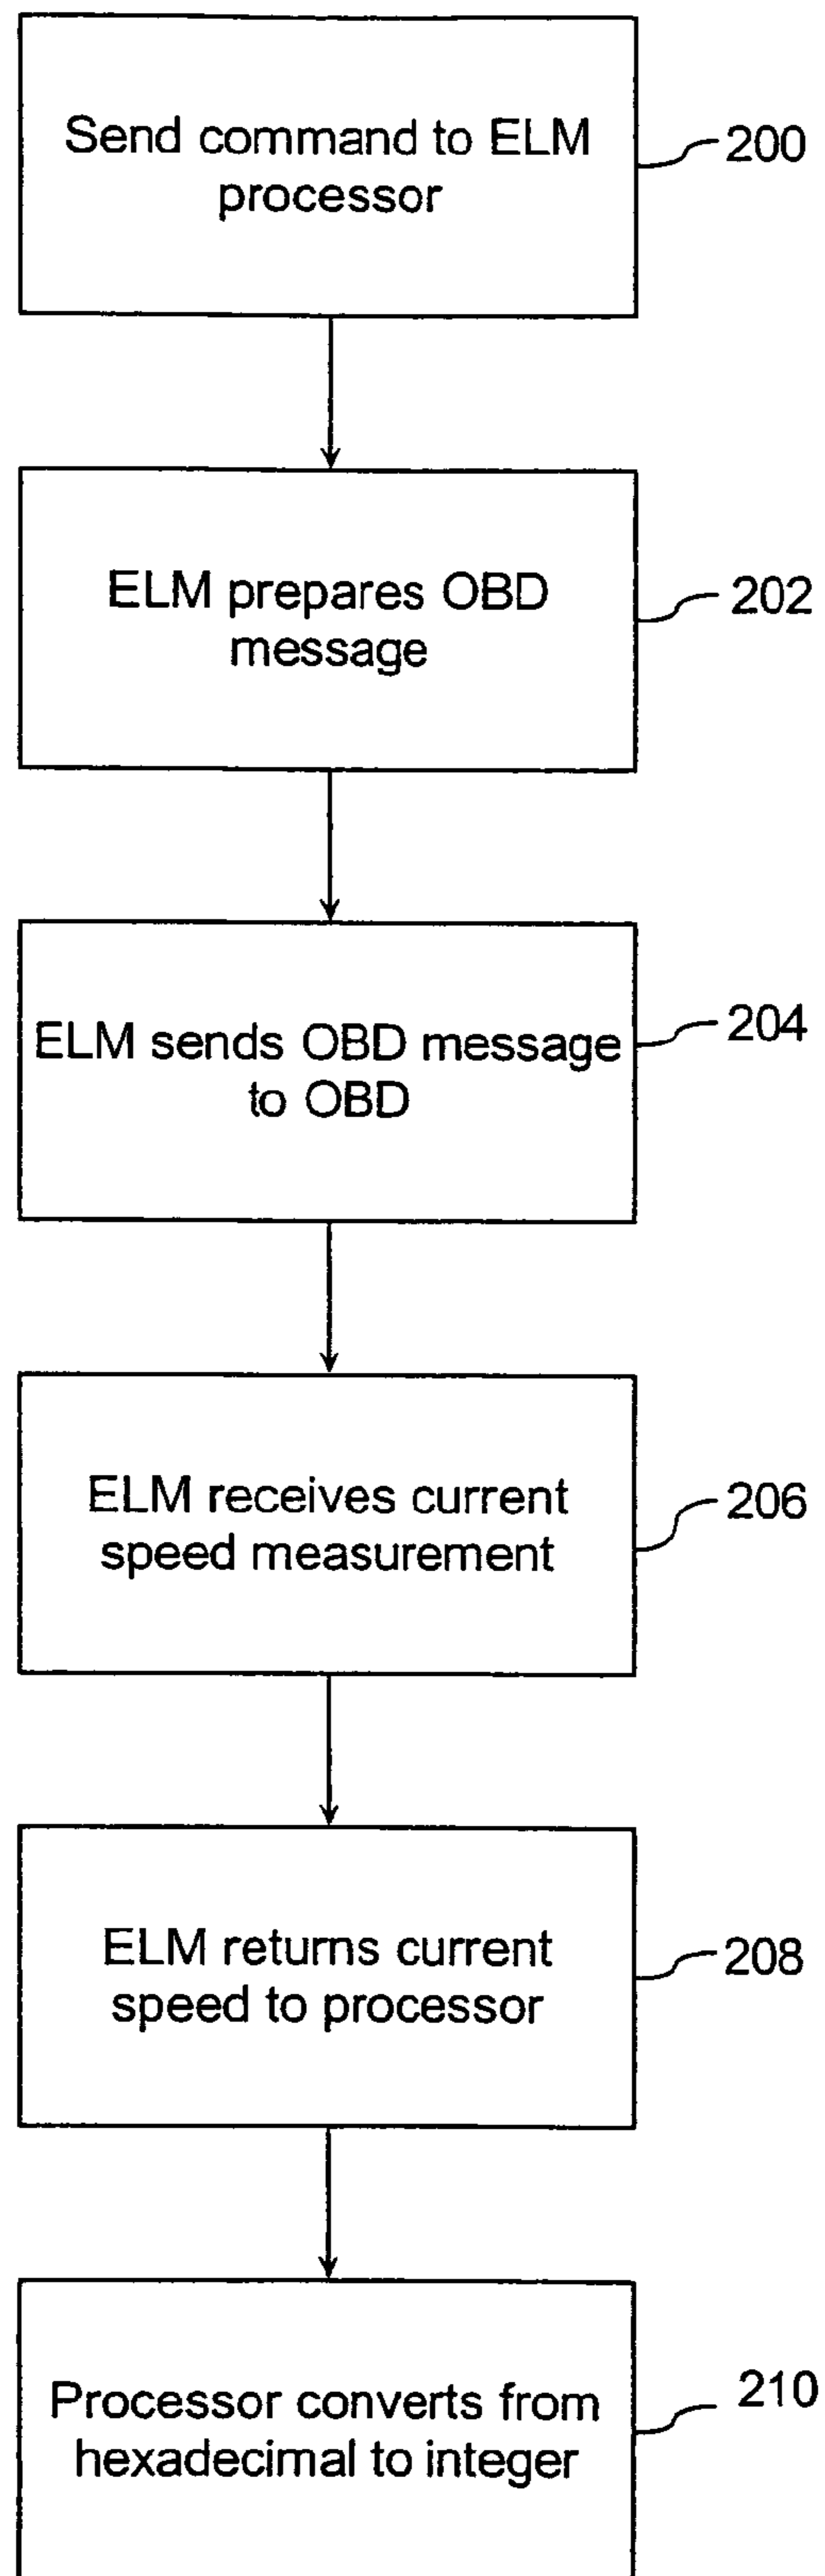 Send command to ELM
processor
200
ELM prepares OBD
message
202
ELM sends OBD message
to OBD
204
ELM receives current
speed measurement
206
ELM returns current
speed to processor
208
Processor converts from
hexadecimal to integer
210